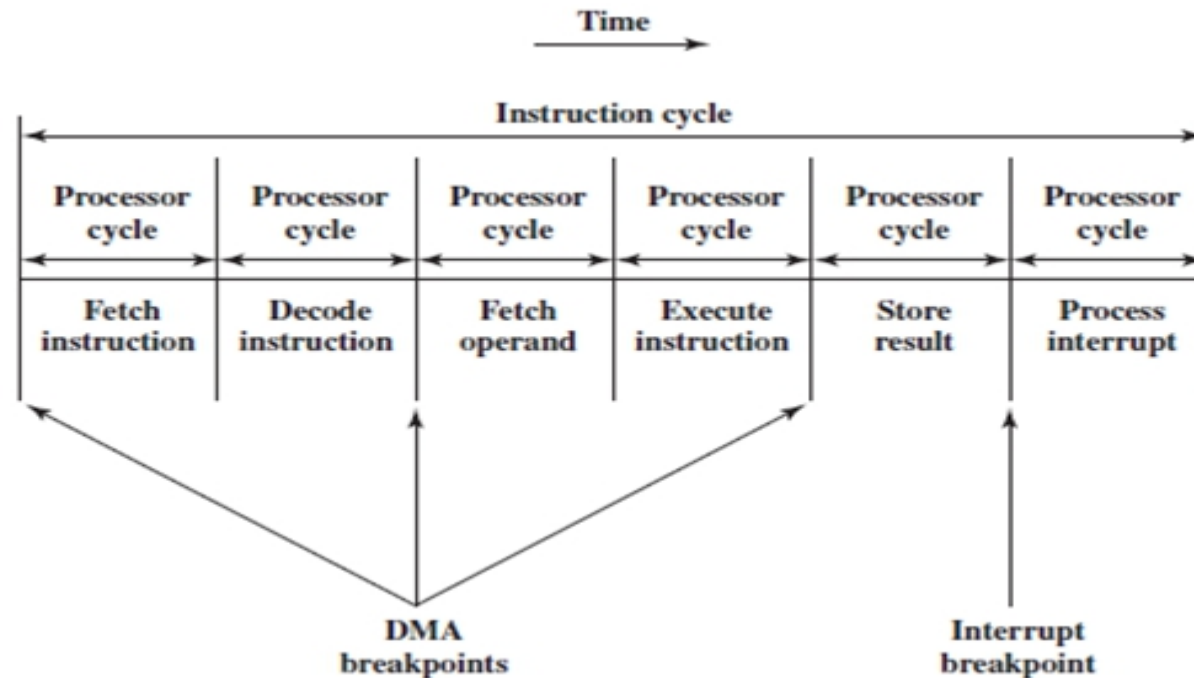 Time
Instruction cycle
Processor Processor Processor Processor Processor Processor
cycle cycle cycle cycle cycle cycle
Fetch Decode Fetch Execute Store Process
instruction instruction operand instruction result interrupt
DMA Interrupt
breakpoints breakpoint